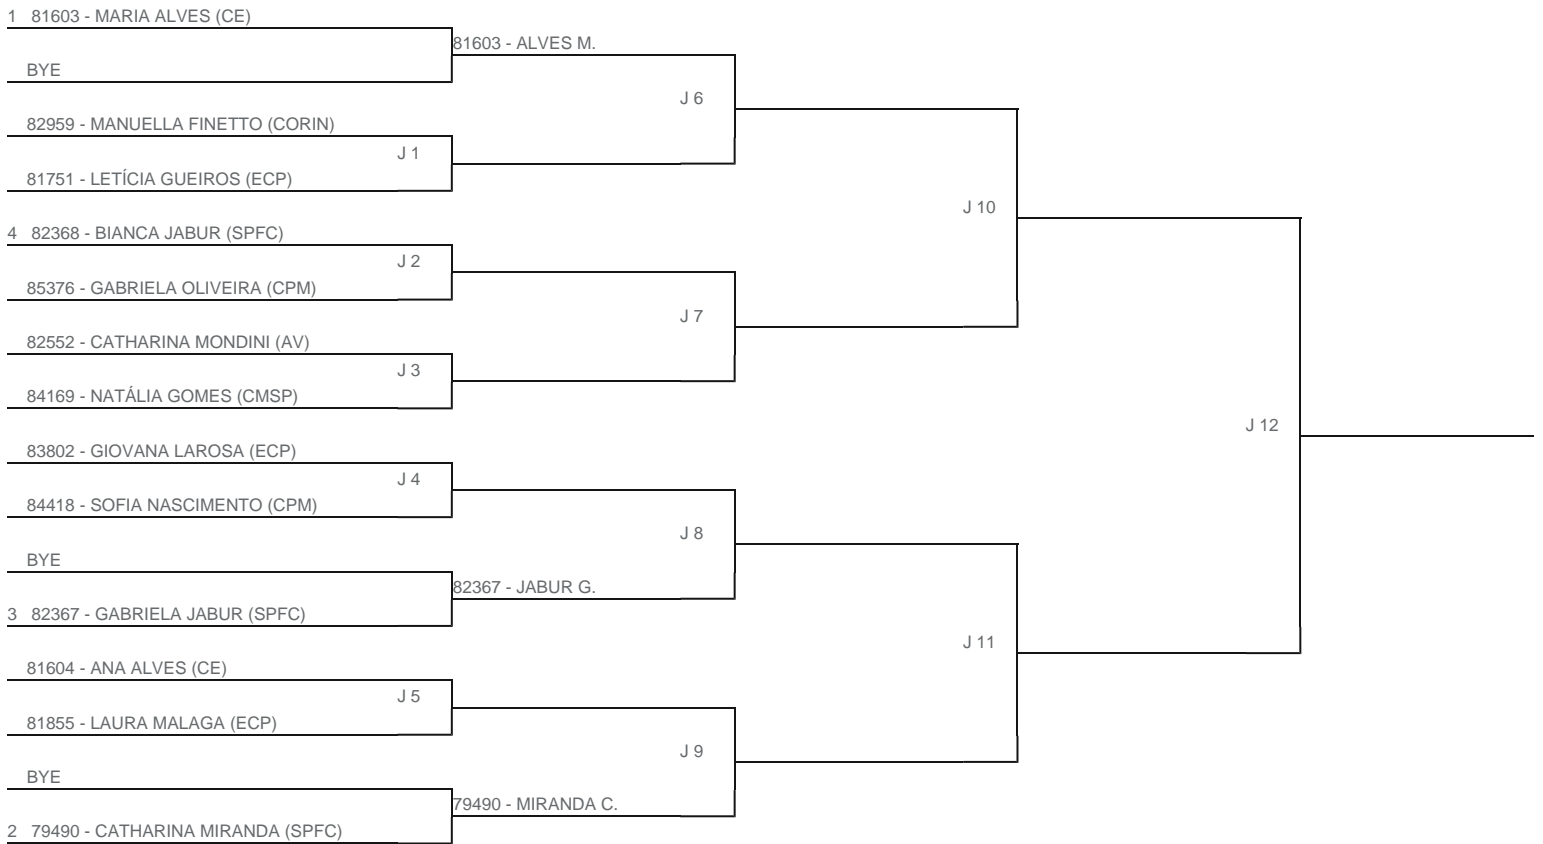 1 81603 - MARIA ALVES (CE)
81603 - ALVES M.
BYE
J 6
82959 - MANUELLA FINETTO (CORIN)
J 1
81751 - LETÍCIA GUEIROS (ECP)
J 10
4 82368 - BIANCA JABUR (SPFC)
J 2
85376 - GABRIELA OLIVEIRA (CPM)
J 7
82552 - CATHARINA MONDINI (AV)
J 3
84169 - NATÁLIA GOMES (CMSP)
J 12
83802 - GIOVANA LAROSA (ECP)
J 4
84418 - SOFIA NASCIMENTO (CPM)
J 8
BYE
82367 - JABUR G.
3 82367 - GABRIELA JABUR (SPFC)
J 11
81604 - ANA ALVES (CE)
J 5
81855 - LAURA MALAGA (ECP)
J 9
BYE
79490 - MIRANDA C.
2 79490 - CATHARINA MIRANDA (SPFC)